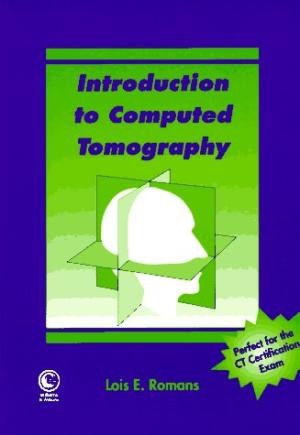 Introduction
to Computed
Tomography
Perfect for the
CT Certification
Exam
Lois E. Romans